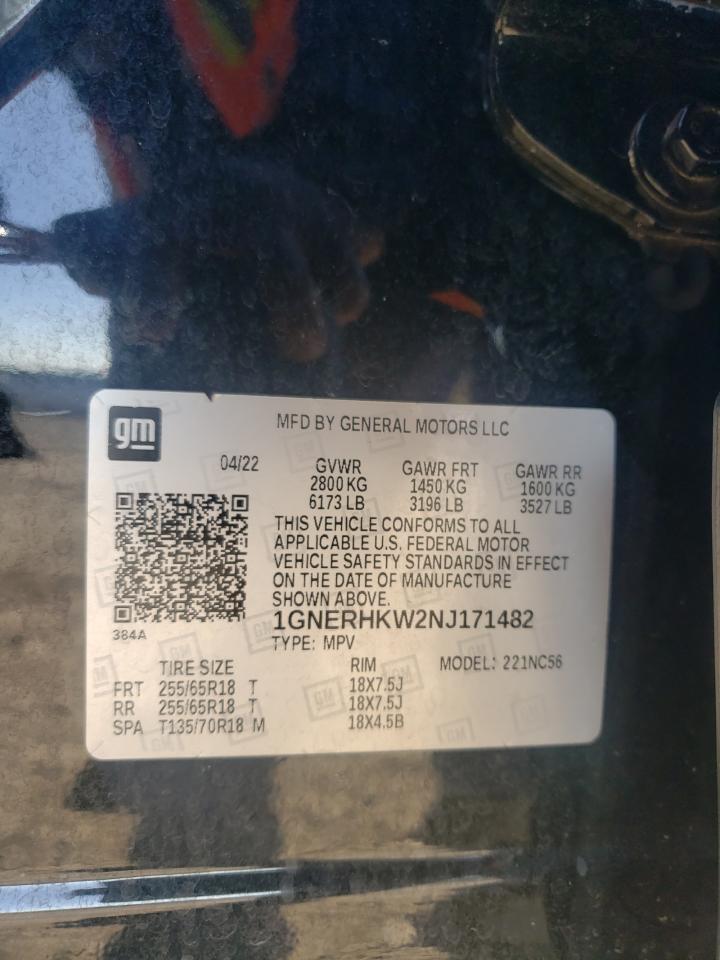 gm
MFD BY GENERAL MOTORS LLC
04/22
GVWR GAWR FRT GAWR RR
2800 KG 1450 KG 1600 KG
6173 LB 3196 LB 3527 LB
THIS VEHICLE CONFORMS TO ALL
APPLICABLE U.S. FEDERAL MOTOR
VEHICLE SAFETY STANDARDS IN EFFECT
ON THE DATE OF MANUFACTURE
SHOWN ABOVE.
384A
1GNERHKW2NJ171482
TYPE: MPV
TIRE SIZE RIM MODEL: 221NC56
FRT 255/65R18 T 18X7.5J
RR 255/65R18 T 18X7.5J
SPA T135/70R18 M 18X4.5B